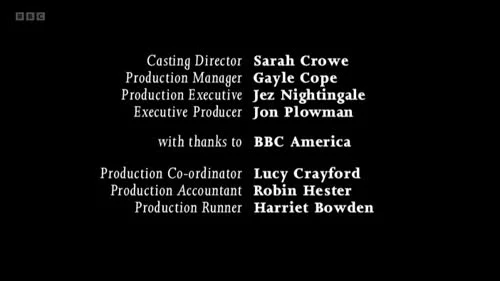 BBC
Casting Director Sarah Crowe
Production Manager Gayle Cope
Production Executive Jez Nightingale
Executive Producer Jon Plowman
with thanks to BBC America
Production Co-ordinator Lucy Crayford
Production Accountant Robin Hester
Production Runner Harriet Bowden